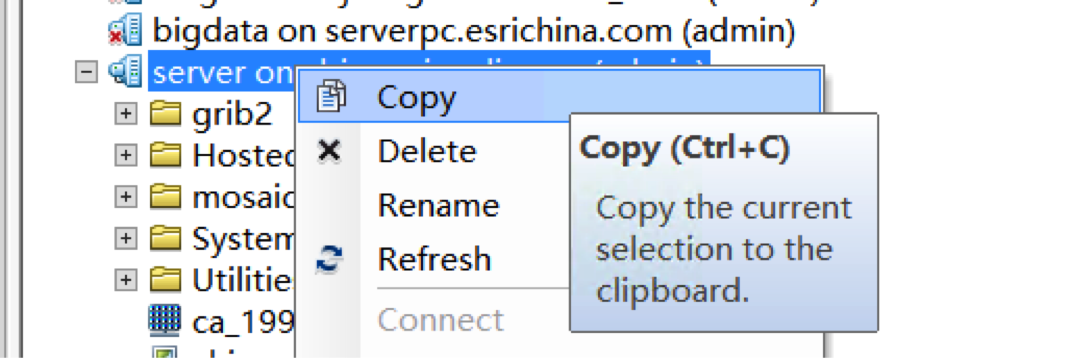 bigdata on serverpc.esrichina.com (admin)
server on
Copy
grib2
Copy (Ctrl+C)
Delete
Hosted
Copy the current
mosaic
Rename
selection to the
System
Refresh
clipboard.
Utilitie
ca_199
Connect